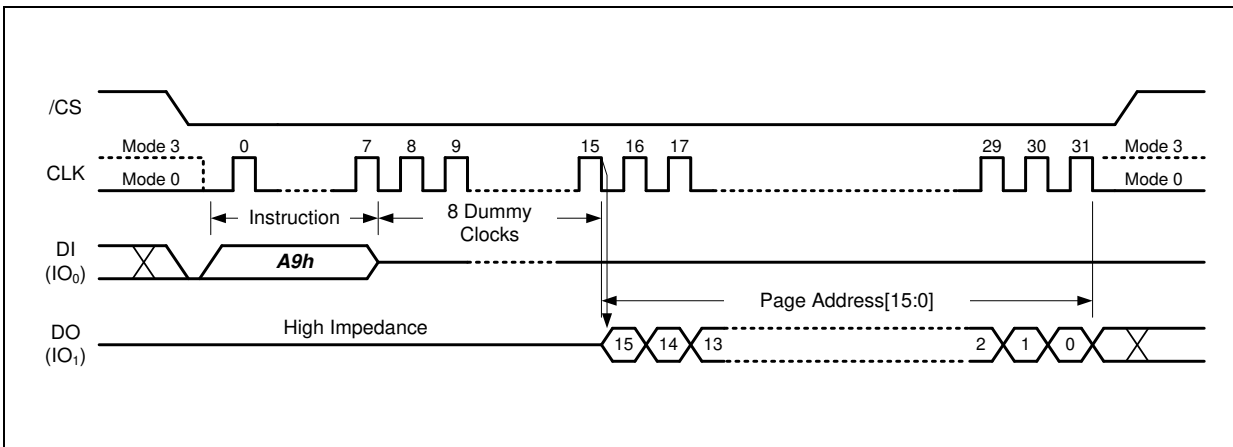 /CS
Mode 3 0 7 8 9 15 16 17 29 30 31 Mode 3
CLK
Mode 0 Mode 0
Instruction 8 Dummy
Clocks
DI
(IO0)
A9h
Page Address[15:0]
High Impedance
DO
(IO1)
15 14 13 2 1 0